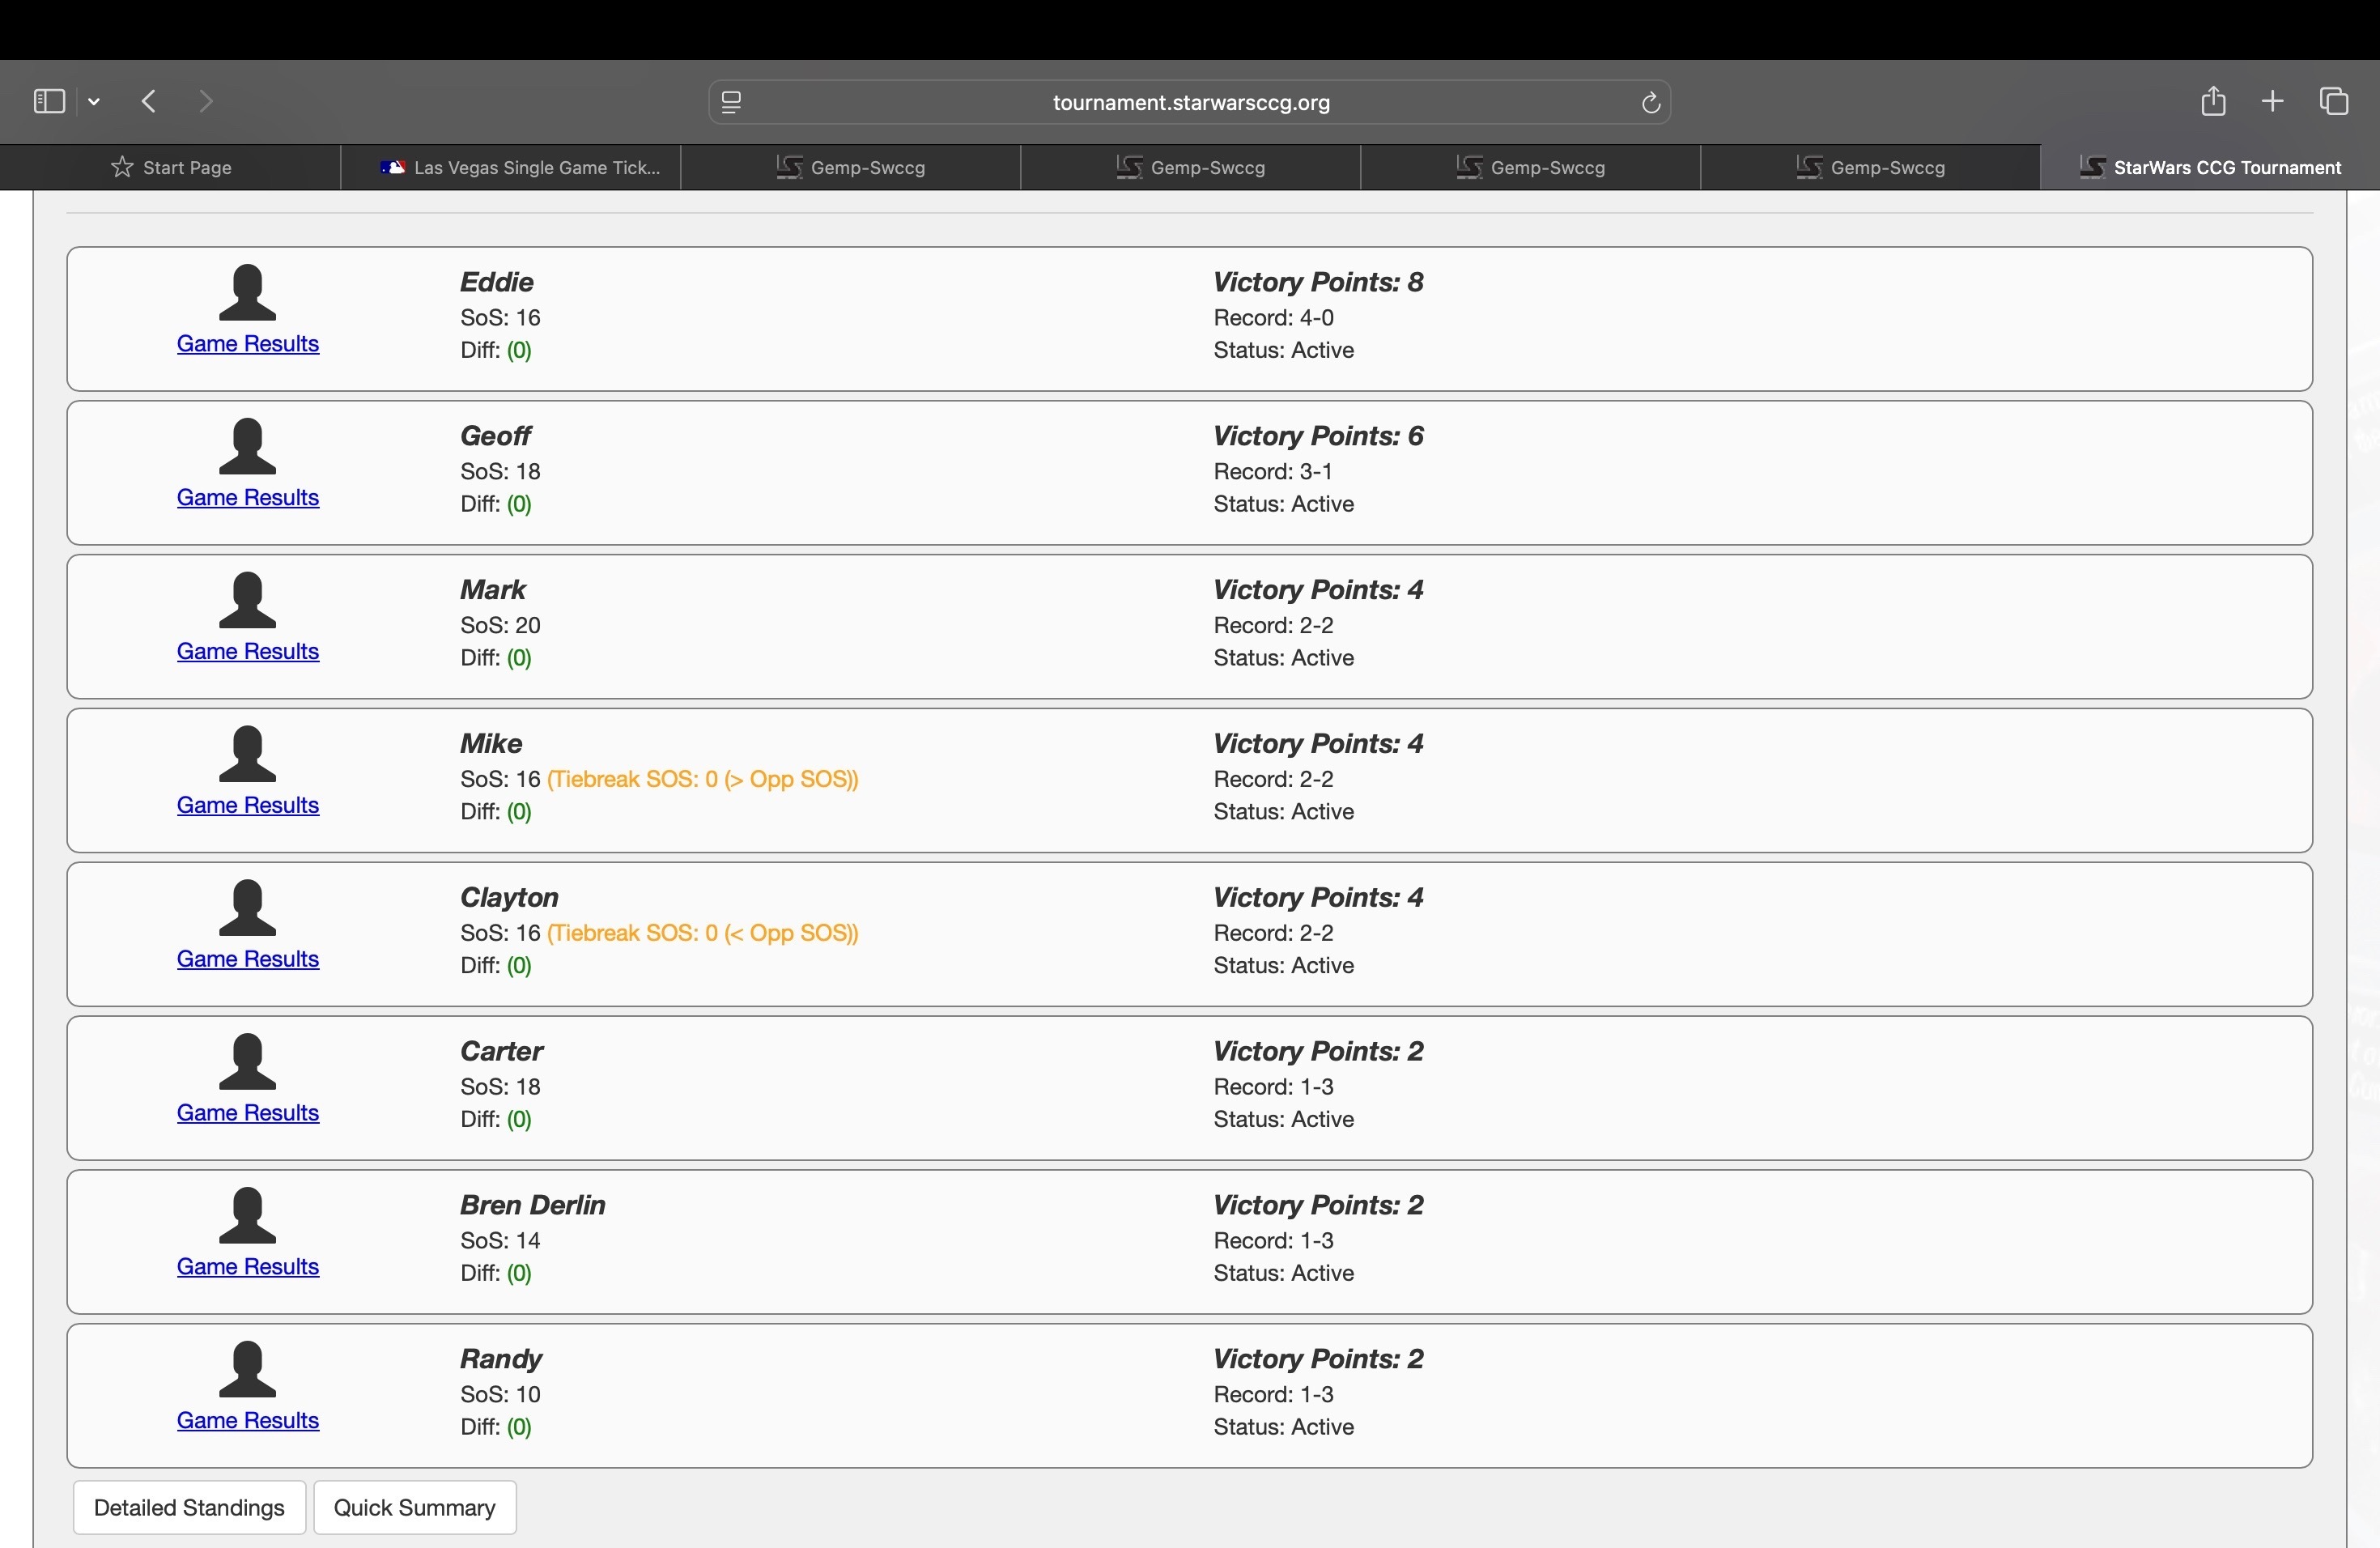 tournament.starwarsccg.org
Start Page
Las Vegas Single Game Tick...
Gemp-Swccg
Gemp-Swccg
Gemp-Swccg
Gemp-Swccg
StarWars CCG Tournament
Eddie
Victory Points: 8
SoS: 16
Record: 4-0
Game Results
Diff: (0)
Status: Active
Geoff
Victory Points: 6
SoS: 18
Record: 3-1
Game Results
Diff: (0)
Status: Active
Mark
Victory Points: 4
SoS: 20
Record: 2-2
Game Results
Diff: (0)
Status: Active
Mike
Victory Points: 4
SoS: 16 (Tiebreak SOS: 0 (> Opp SOS))
Record: 2-2
Game Results
Diff: (0)
Status: Active
Clayton
Victory Points: 4
SoS: 16 (Tiebreak SOS: 0 (< Opp SOS))
Record: 2-2
Game Results
Diff: (0)
Status: Active
Carter
Victory Points: 2
SoS: 18
Record: 1-3
Game Results
Diff: (0)
Status: Active
Bren Derlin
Victory Points: 2
SoS: 14
Record: 1-3
Game Results
Diff: (0)
Status: Active
Randy
Victory Points: 2
SoS: 10
Record: 1-3
Game Results
Diff: (0)
Status: Active
Detailed Standings
Quick Summary